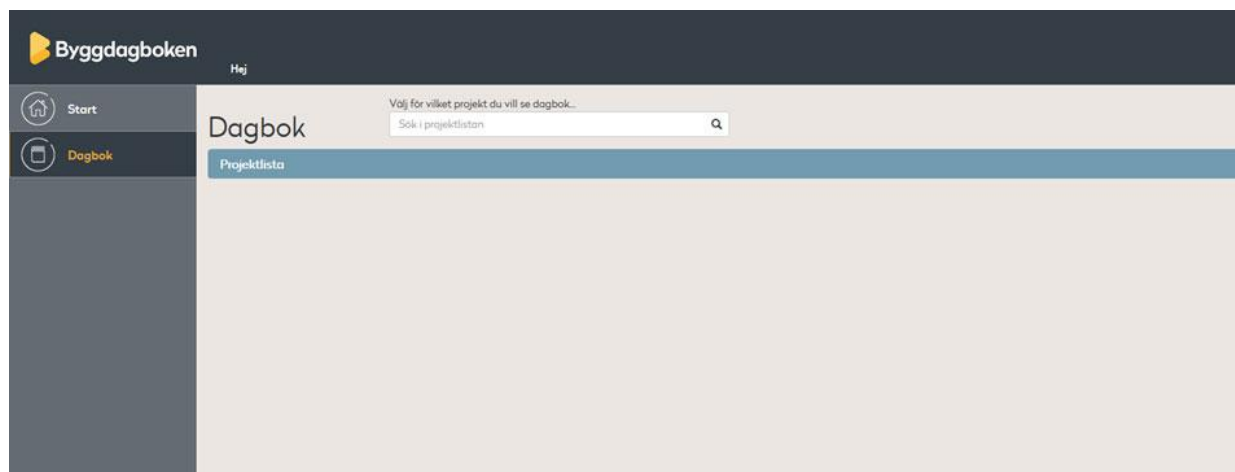 Byggdagboken
Hej
Start
Dagbok
Dagbok
Välj för vilket projekt du vill se dagbok...
Sök i projektlistan
Projektlista